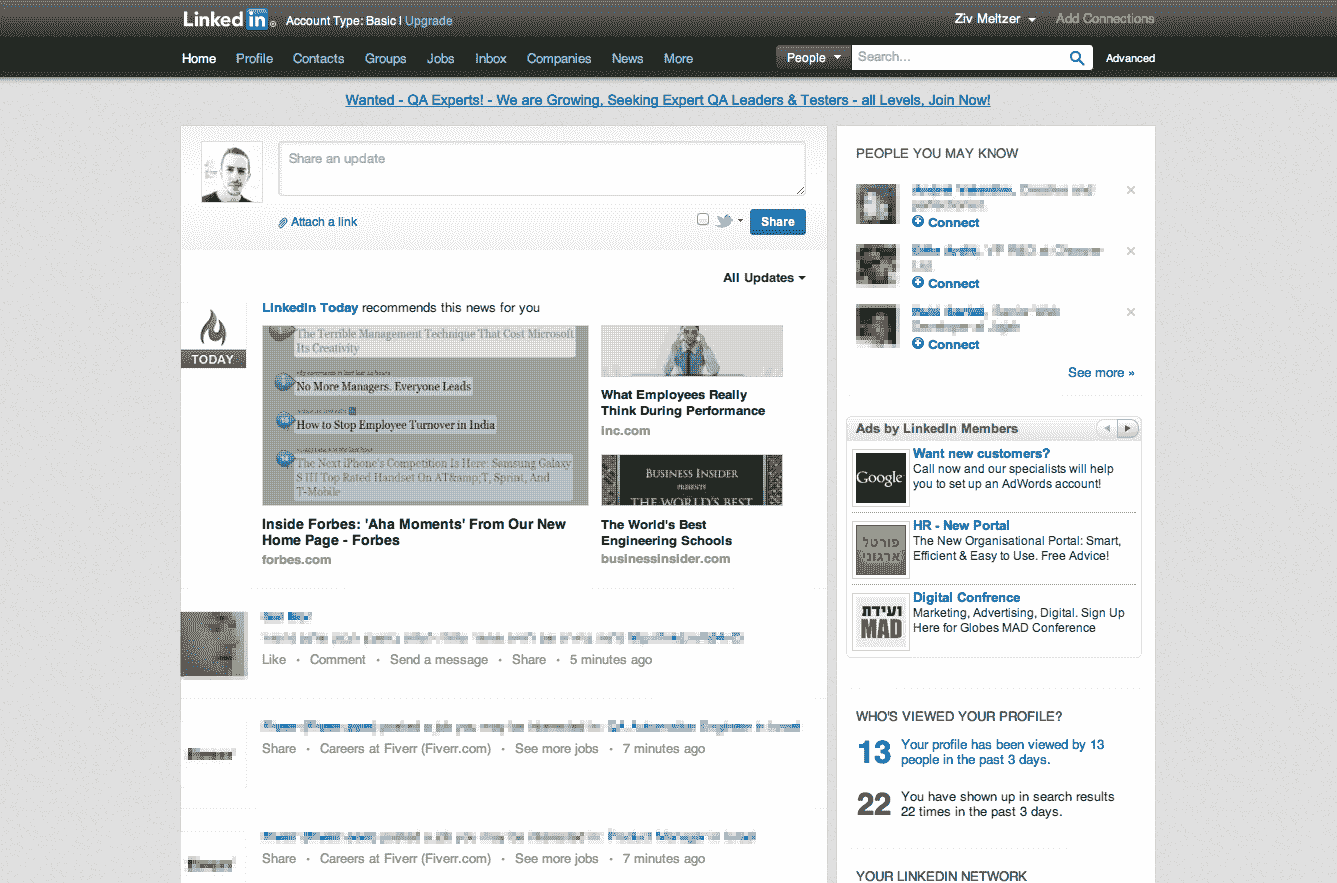 Linked in® Account Type: Basic | Upgrade
Ziv Meltzer Add Connections
Home Profile Contacts Groups Jobs Inbox Companies News More
People Search... Advanced
Wanted - QA Experts! - We are Growing, Seeking Expert QA Leaders & Testers - all Levels, Join Now!
Share an update
Attach a link
Share
All Updates
LinkedIn Today recommends this news for you
TODAY
The Terrible Management Technique That Cost Microsoft
Its Creativity
No More Managers. Everyone Leads
How to Stop Employee Turnover in India
The Next iPhone's Competition Is Here: Samsung Galaxy
S III Top Rated Handset On AT&amp;T, Sprint, And
T-Mobile
Inside Forbes: 'Aha Moments' From Our New
Home Page - Forbes
forbes.com
What Employees Really
Think During Performance
inc.com
BUSINESS INSIDER
PRESENTS
THE WORLD'S BEST
The World's Best
Engineering Schools
businessinsider.com
Like • Comment • Send a message • Share • 5 minutes ago
Share • Careers at Fiverr (Fiverr.com) • See more jobs • 7 minutes ago
Share • Careers at Fiverr (Fiverr.com) • See more jobs • 7 minutes ago
PEOPLE YOU MAY KNOW
Connect
Connect
Connect
See more »
Ads by LinkedIn Members
Google
Want new customers?
Call now and our specialists will help
you to set up an AdWords account!
פורטל
ארגוני
HR - New Portal
The New Organisational Portal: Smart,
Efficient & Easy to Use. Free Advice!
ועידת
MAD
Digital Confrence
Marketing, Advertising, Digital. Sign Up
Here for Globes MAD Conference
WHO'S VIEWED YOUR PROFILE?
13 Your profile has been viewed by 13
people in the past 3 days.
22 You have shown up in search results
22 times in the past 3 days.
YOUR LINKEDIN NETWORK